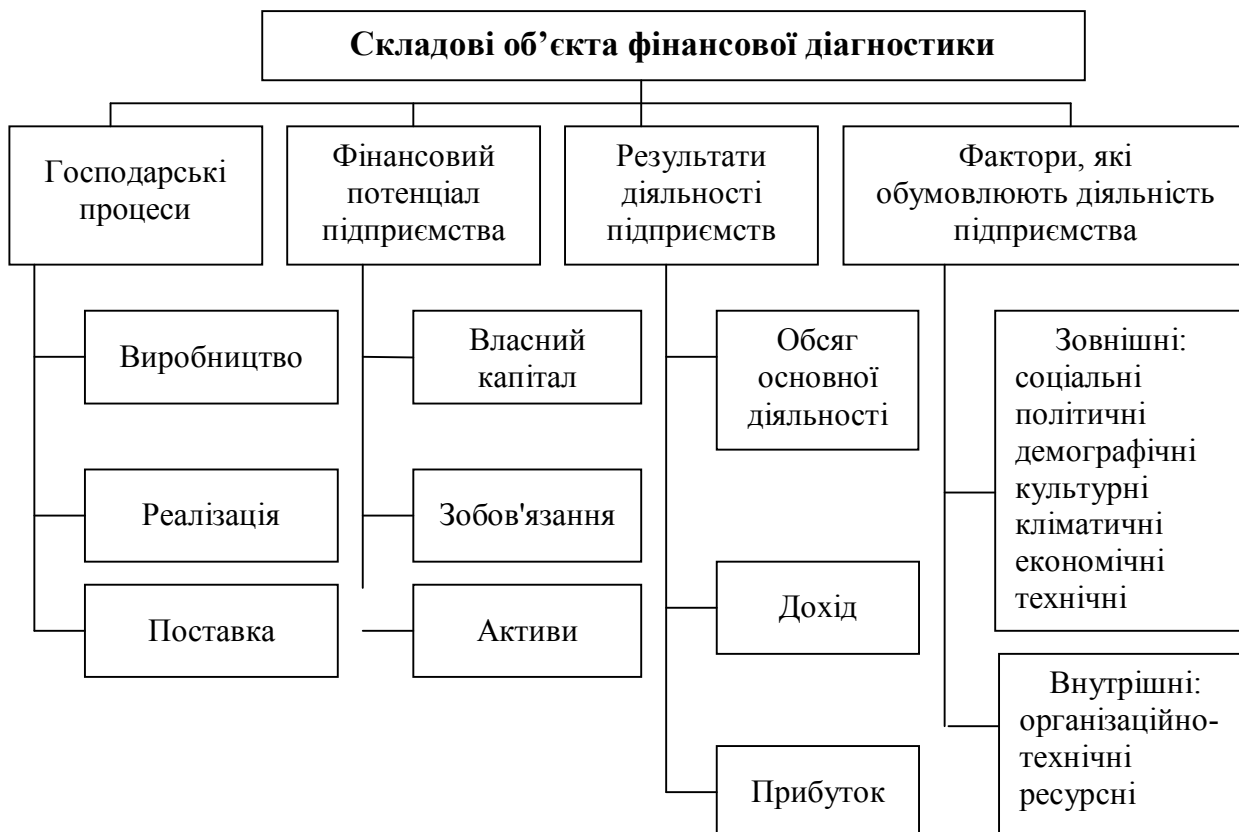 Складові об’єкта фінансової діагностики
Господарські
процеси
Фінансовий
потенціал
підприємства
Результати
діяльності
підприємств
Фактори, які
обумовлюють діяльність
підприємства
Виробництво
Реалізація
Поставка
Власний
капітал
Зобов'язання
Активи
Обсяг
основної
діяльності
Дохід
Прибуток
Зовнішні:
соціальні
політичні
демографічні
культурні
кліматичні
економічні
технічні
Внутрішні:
організаційно-
технічні
ресурсні